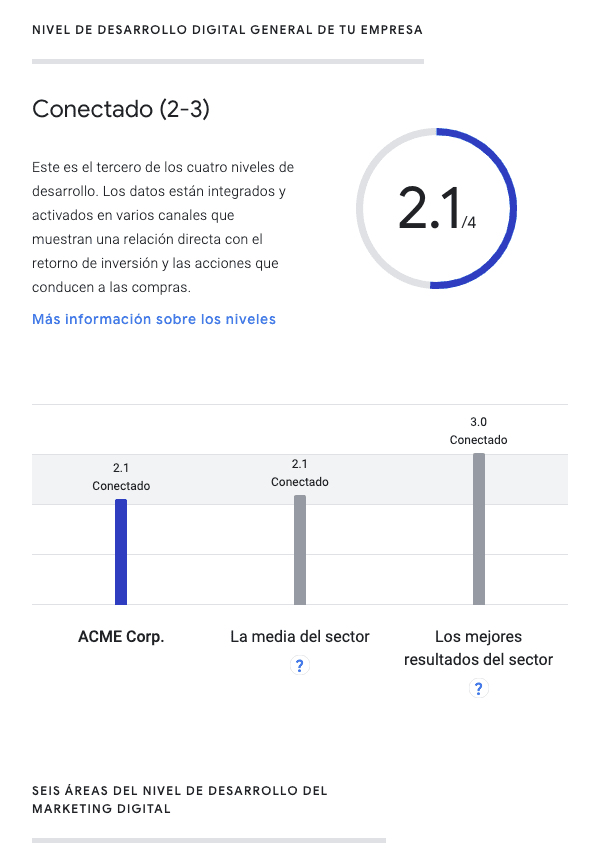 NIVEL DE DESARROLLO DIGITAL GENERAL DE TU EMPRESA
Conectado (2-3)
Este es el tercero de los cuatro niveles de
desarrollo. Los datos están integrados y
activados en varios canales que
muestran una relación directa con el
retorno de inversión y las acciones que
conducen a las compras.
Más información sobre los niveles
2.1/4
2.1
Conectado
2.1
Conectado
3.0
Conectado
ACME Corp.
La media del sector
?
Los mejores
resultados del sector
?
SEIS ÁREAS DEL NIVEL DE DESARROLLO DEL
MARKETING DIGITAL